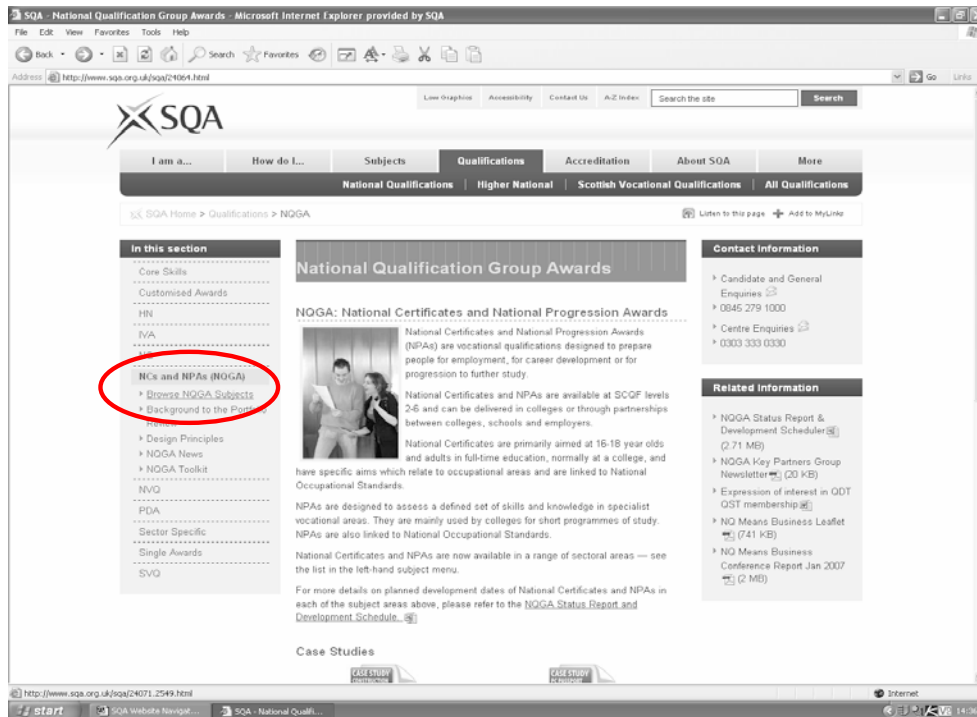 SQA - National Qualification Group Awards - Microsoft Internet Explorer provided by SQA
File Edit View Favorites Tools Help
Back Search Favorites
Address http://www.sqa.org.uk/sqa/24064.html Go Links
Low Graphics Accessibility Contact Us A-Z Index Search the site Search
SQA
I am a... How do I... Subjects Qualifications Accreditation About SQA More
National Qualifications | Higher National | Scottish Vocational Qualifications | All Qualifications
SQA Home > Qualifications > NQGA Listen to this page Add to MyLinks
In this section
Core Skills
Customised Awards
HN
IVA
NCs and NPAs (NQGA)
Browse NQGA Subjects
Background to the Portfolio
Review
Design Principles
NQGA News
NQGA Toolkit
NVQ
PDA
Sector Specific
Single Awards
SVQ
National Qualification Group Awards
NQGA: National Certificates and National Progression Awards
National Certificates and National Progression Awards
(NPAs) are vocational qualifications designed to prepare
people for employment, for career development or for
progression to further study.
National Certificates and NPAs are available at SCQF levels
2-6 and can be delivered in colleges or through partnerships
between colleges, schools and employers.
National Certificates are primarily aimed at 16-18 year olds
and adults in full-time education, normally at a college, and
have specific aims which relate to occupational areas and are linked to National
Occupational Standards.
NPAs are designed to assess a defined set of skills and knowledge in specialist
vocational areas. They are mainly used by colleges for short programmes of study.
NPAs are also linked to National Occupational Standards.
National Certificates and NPAs are now available in a range of sectoral areas — see
the list in the left-hand subject menu.
For more details on planned development dates of National Certificates and NPAs in
each of the subject areas above, please refer to the NQGA Status Report and
Development Schedule.
Case Studies
CASE STUDY
CONSTRUCTION
CASE STUDY
PC PASSPORT
Contact Information
Candidate and General
Enquiries
0845 279 1000
Centre Enquiries
0303 333 0330
Related Information
NQGA Status Report &
Development Scheduler
(2.71 MB)
NQGA Key Partners Group
Newsletter (20 KB)
Expression of interest in QDT
QST membership
NQ Means Business Leaflet
(741 KB)
NQ Means Business
Conference Report Jan 2007
(2 MB)
http://www.sqa.org.uk/sqa/24071.2549.html Internet
start SQA Website Navigat... SQA - National Qualifi...